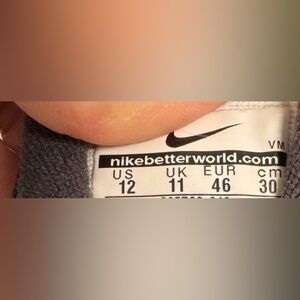 VM
nikebetterworld.com
US UK EUR cm
12 11 46 30